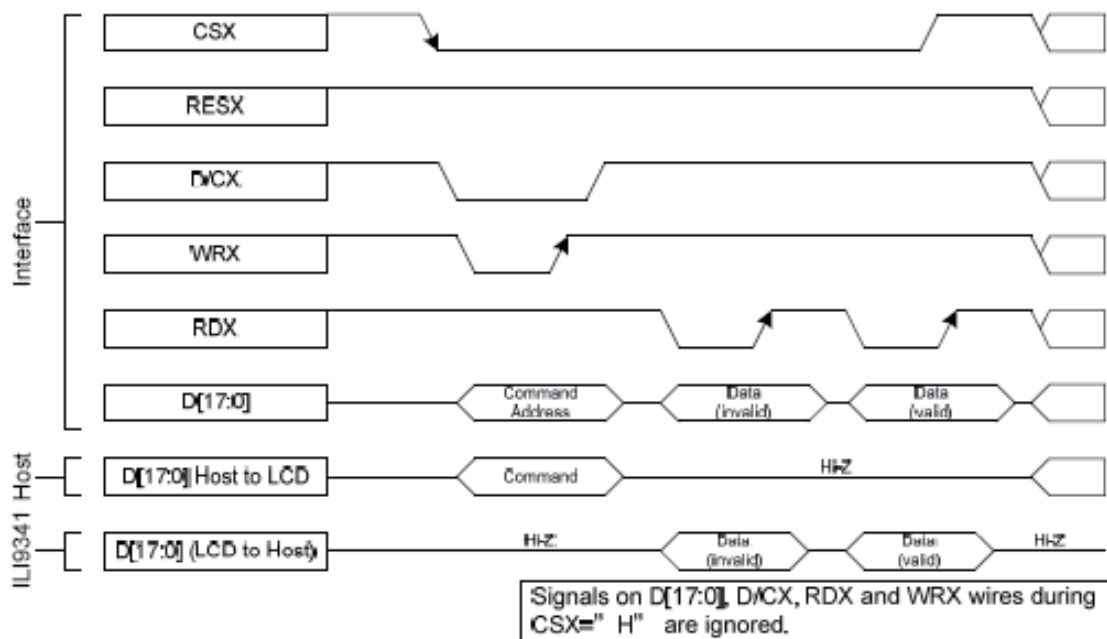 CSX
RESX
D/CX
WRX
RDX
D[17:0]
Command
Address
Data
(invalid)
Data
(valid)
Interface
D[17:0] Host to LCD
Command
Hi-Z
Host
D[17:0] (LCD to Host)
Hi-Z
Data
(invalid)
Data
(valid)
Hi-Z
ILI9341
Signals on D[17:0], D/CX, RDX and WRX wires during
CSX=" H" are ignored.